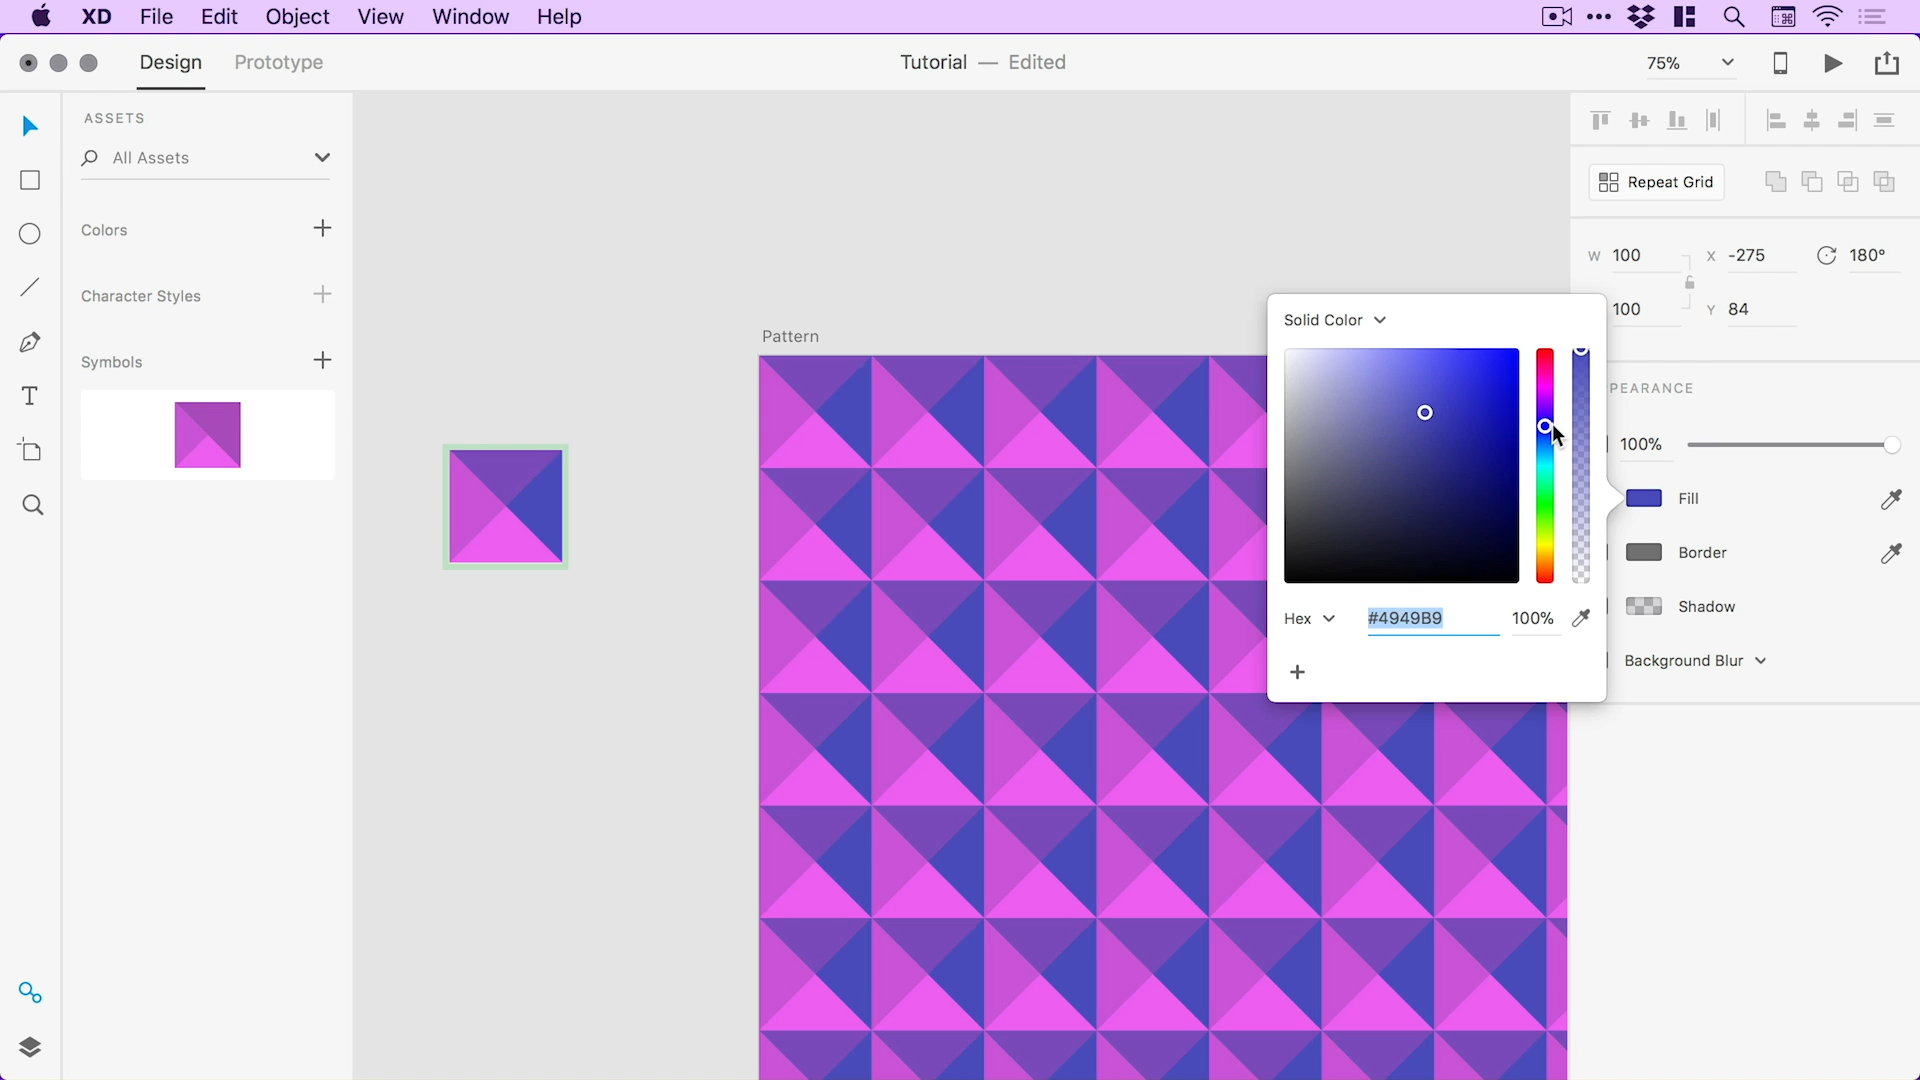 XD File Edit Object View Window Help
Design Prototype Tutorial — Edited 75%
ASSETS
All Assets
Colors
Character Styles
Symbols
Pattern
Repeat Grid
W 100 X -275 180°
100 Y 84
PEARANCE
100%
Fill
Border
Shadow
Background Blur
Solid Color
Hex #4949B9 100%